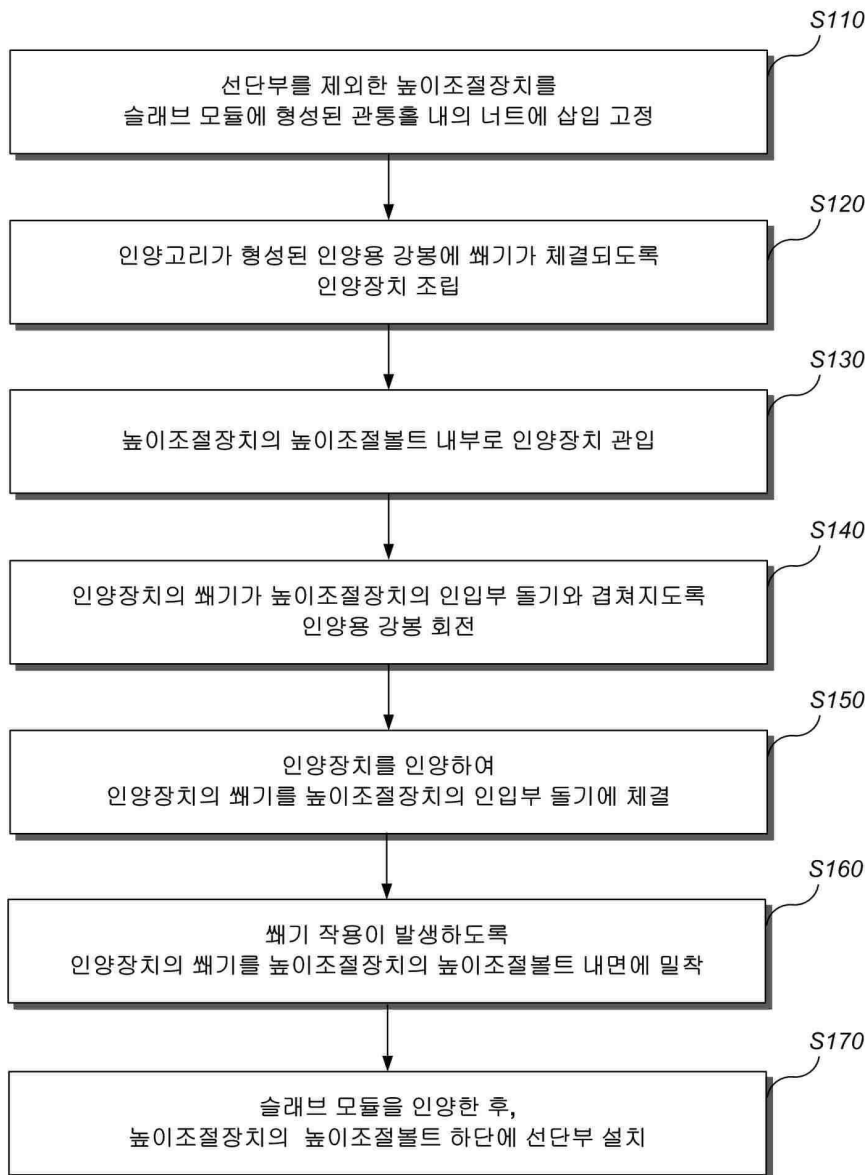 S110
선단부를 제외한 높이조절장치를
슬래브 모듈에 형성된 관통홀 내의 너트에 삽입 고정
S120
인양고리가 형성된 인양용 강봉에 쐐기가 체결되도록
인양장치 조립
S130
높이조절장치의 높이조절볼트 내부로 인양장치 관입
S140
인양장치의 쐐기가 높이조절장치의 인입부 돌기와 겹쳐지도록
인양용 강봉 회전
S150
인양장치를 인양하여
인양장치의 쐐기를 높이조절장치의 인입부 돌기에 체결
S160
쐐기 작용이 발생하도록
인양장치의 쐐기를 높이조절장치의 높이조절볼트 내면에 밀착
S170
슬래브 모듈을 인양한 후,
높이조절장치의 높이조절볼트 하단에 선단부 설치